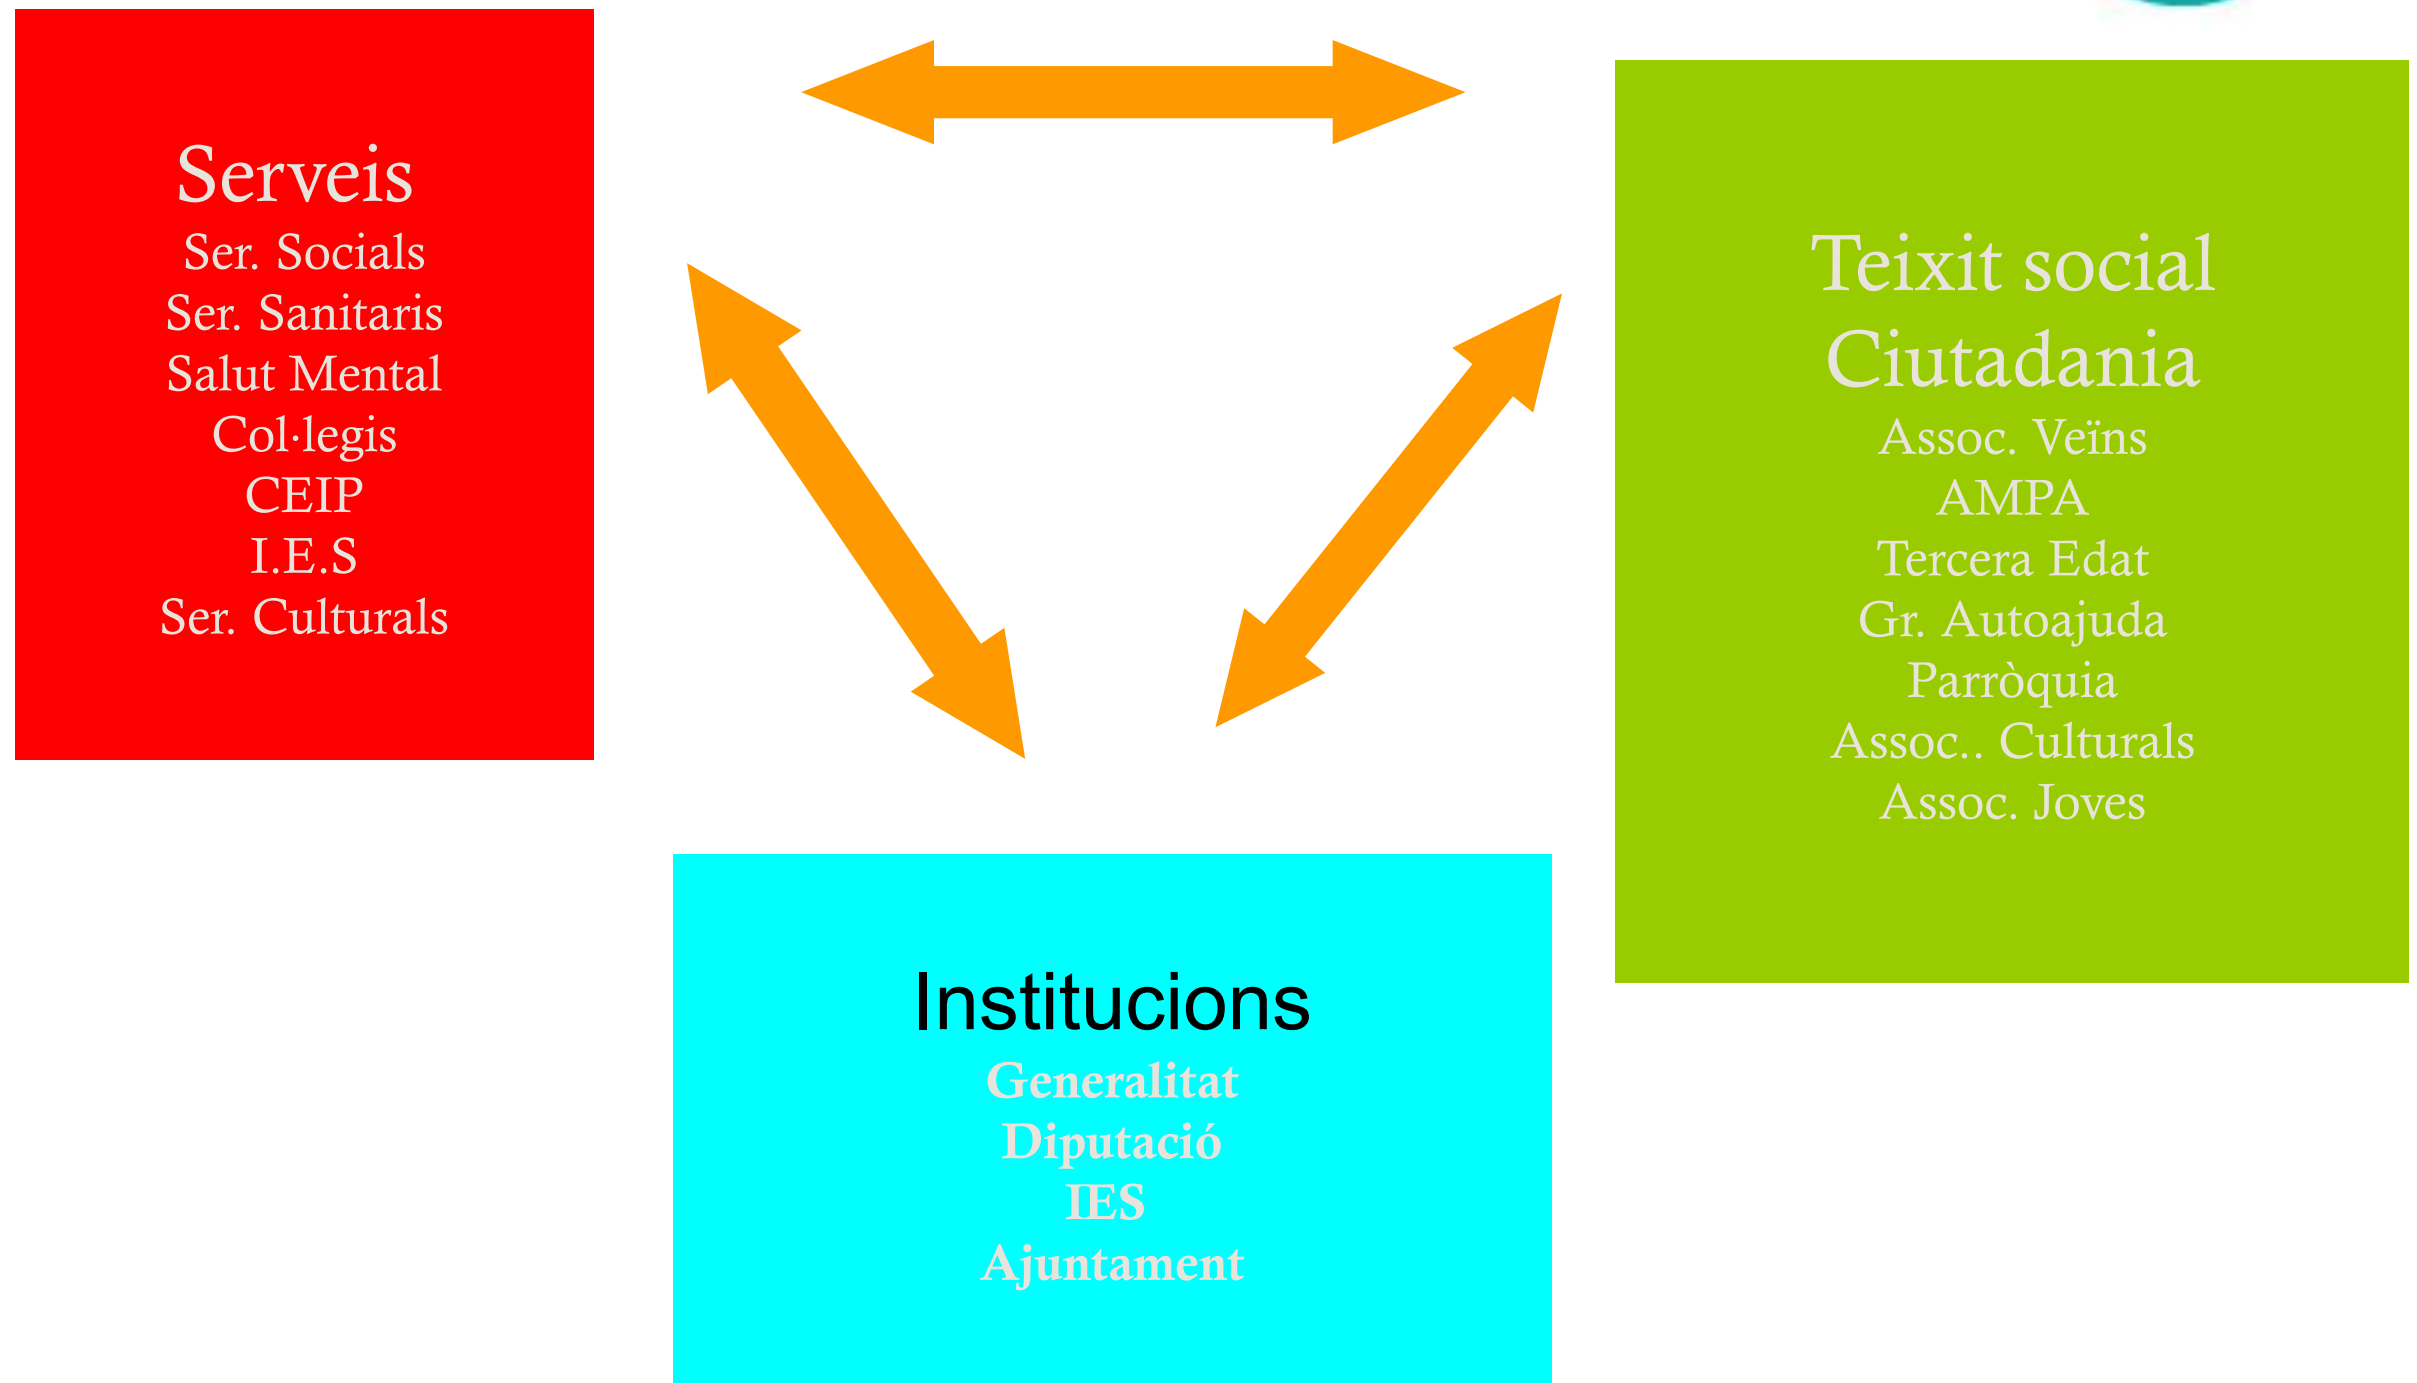 Serveis
Ser. Socials
Ser. Sanitaris
Salut Mental
Col·legis
CEIP
I.E.S
Ser. Culturals
Teixit social
Ciutadania
Assoc. Veïns
AMPA
Tercera Edat
Gr. Autoajuda
Parròquia
Assoc.. Culturals
Assoc. Joves
Institucions
Generalitat
Diputació
IES
Ajuntament